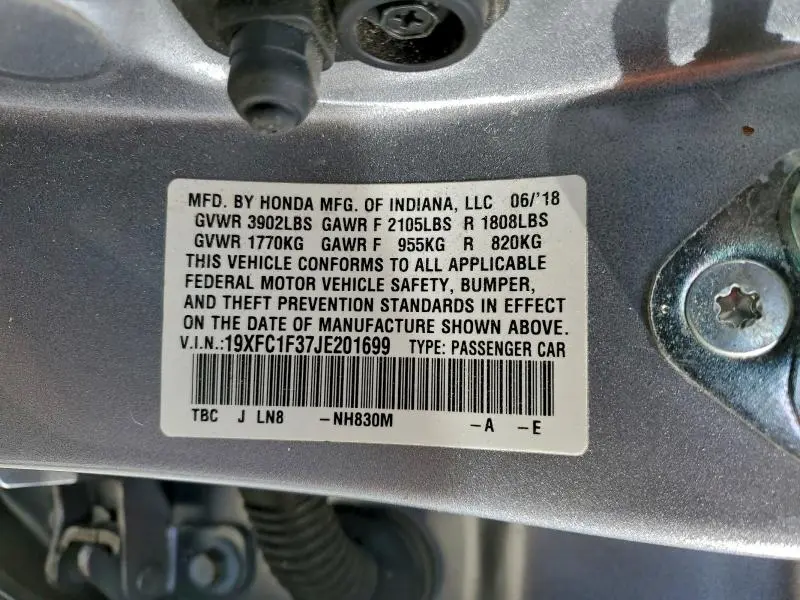 MFD. BY HONDA MFG. OF INDIANA, LLC 06/'18
GVWR 3902LBS GAWR F 2105LBS R 1808LBS
GVWR 1770KG GAWR F 955KG R 820KG
THIS VEHICLE CONFORMS TO ALL APPLICABLE
FEDERAL MOTOR VEHICLE SAFETY, BUMPER,
AND THEFT PREVENTION STANDARDS IN EFFECT
ON THE DATE OF MANUFACTURE SHOWN ABOVE.
V.I.N.:19XFC1F37JE201699 TYPE: PASSENGER CAR
TBC J LN8 -NH830M -A -E